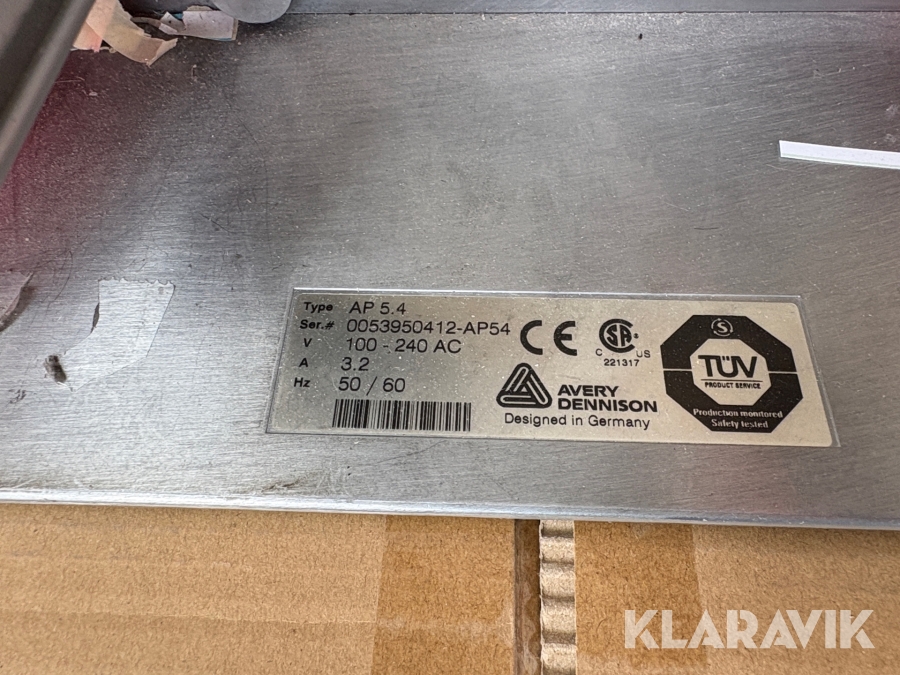 Type AP 5.4
Ser.# 0053950412-AP54
V 100 - 240 AC
A 3.2
Hz 50 / 60
CE
C SA US
221317
AVERY
DENNISON
Designed in Germany
S
TÜV
PRODUCT SERVICE
Production monitored
Safety tested
KLARAVIK